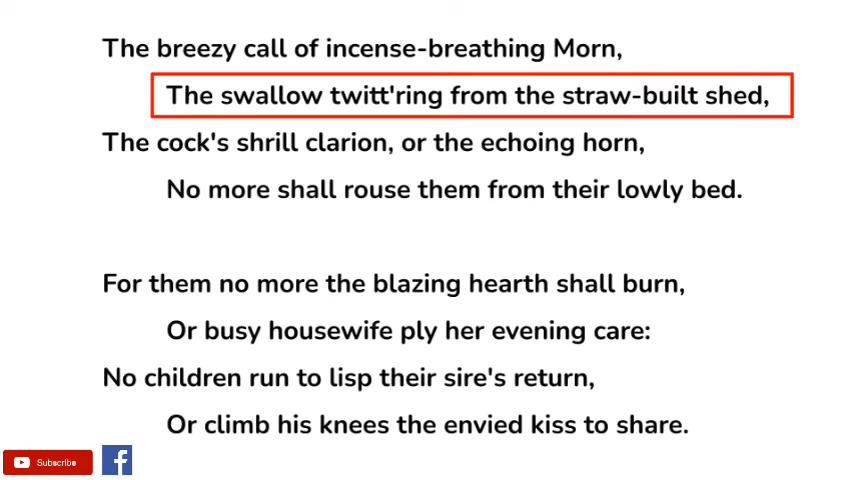 The breezy call of incense-breathing Morn,
The swallow twitt'ring from the straw-built shed,
The cock's shrill clarion, or the echoing horn,
No more shall rouse them from their lowly bed.
For them no more the blazing hearth shall burn,
Or busy housewife ply her evening care:
No children run to lisp their sire's return,
Or climb his knees the envied kiss to share.
Subscribe